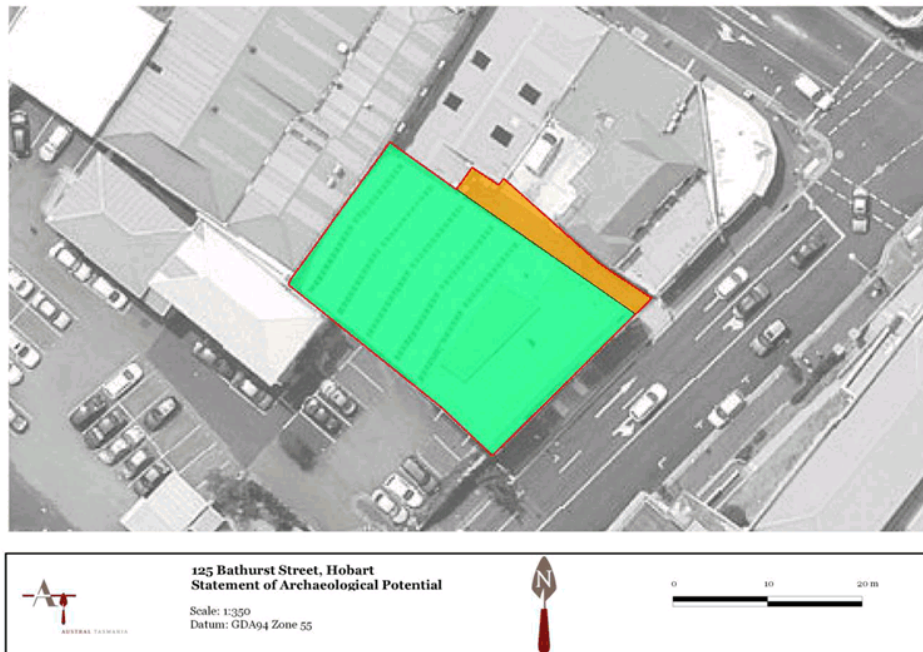 125 Bathurst Street, Hobart
Statement of Archaeological Potential
Scale: 1:350
Datum: GDA94 Zone 55
A
AUSTRAL TASMANIA
N
0 10 20 m